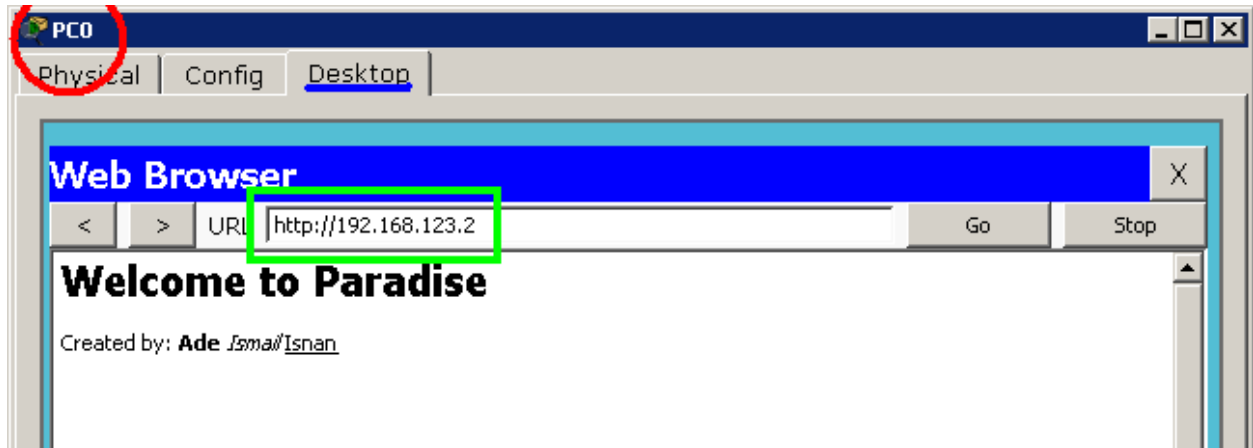 PC0
Physical Config Desktop
Web Browser X
< > URL http://192.168.123.2 Go Stop
Welcome to Paradise
Created by: Ade Ismail Isnan